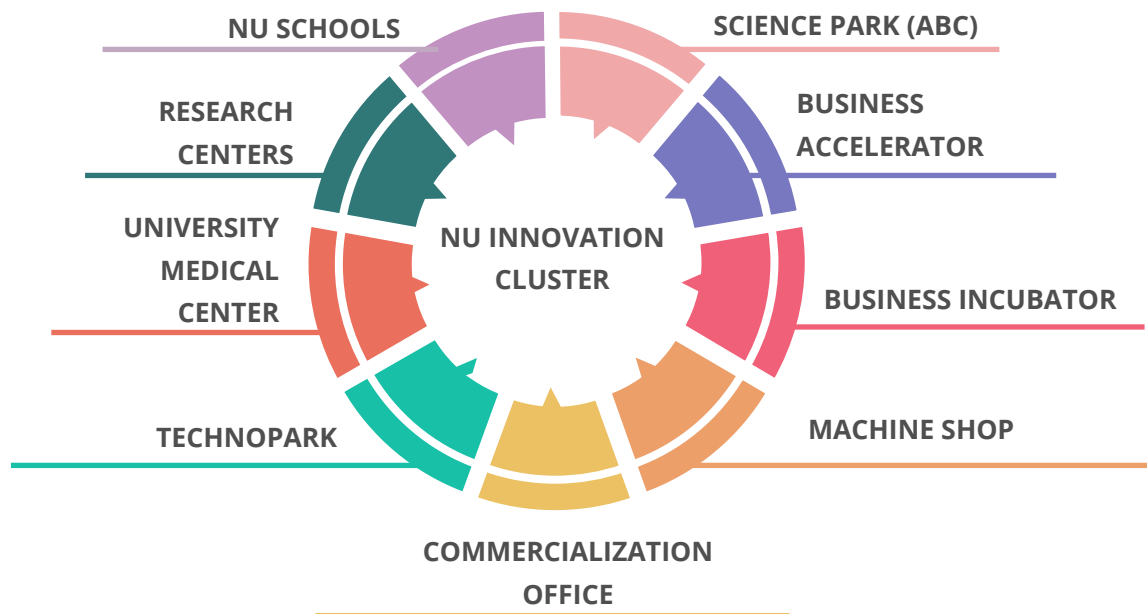 NU SCHOOLS
SCIENCE PARK (ABC)
RESEARCH
CENTERS
BUSINESS
ACCELERATOR
UNIVERSITY
MEDICAL
CENTER
NU INNOVATION
CLUSTER
BUSINESS INCUBATOR
TECHNOPARK
MACHINE SHOP
COMMERCIALIZATION
OFFICE